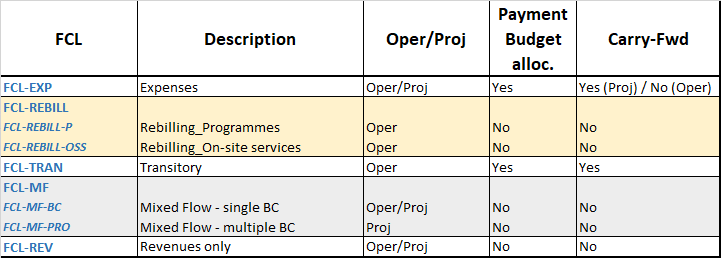 FCL Description Oper/Proj Payment Budget alloc. Carry-Fwd
FCL-EXP Expenses Oper/Proj Yes Yes (Proj) / No (Oper)
FCL-REBILL
FCL-REBILL-P Rebilling_Programmes Oper No No
FCL-REBILL-OSS Rebilling_On-site services Oper No No
FCL-TRAN Transitory Oper Yes Yes
FCL-MF
FCL-MF-BC Mixed Flow - single BC Oper/Proj No No
FCL-MF-PRO Mixed Flow - multiple BC Proj No No
FCL-REV Revenues only Oper/Proj No No